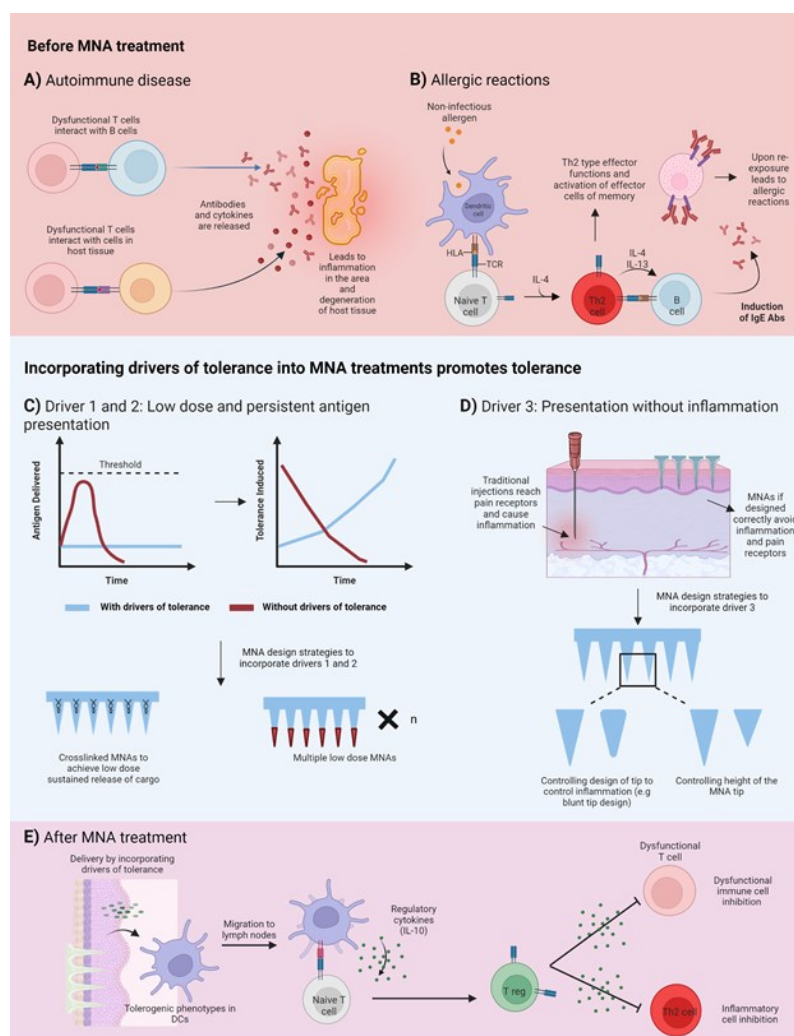 Before MNA treatment
A) Autoimmune disease
Dysfunctional T cells
interact with B cells
Antibodies
and cytokines
are released
Dysfunctional T cells
interact with cells in
host tissue
Leads to
inflammation
in the area
and
degeneration
of host tissue
B) Allergic reactions
Non-infectious
allergen
Dendritic
cell
HLA
TCR
Naive T
cell
IL-4
Th2 type effector
functions and
activation of effector
cells of memory
Th2
cell
IL-4
IL-13
B
cell
Upon re-
exposure
leads to
allergic
reactions
Induction
of IgE Abs
Incorporating drivers of tolerance into MNA treatments promotes tolerance
C) Driver 1 and 2: Low dose and persistent antigen
presentation
Antigen Delivered
Threshold
Time
Tolerance Induced
Time
With drivers of tolerance
Without drivers of tolerance
MNA design strategies to
incorporate drivers 1 and 2
Crosslinked MNAs to
achieve low dose
sustained release of cargo
n
Multiple low dose MNAs
D) Driver 3: Presentation without inflammation
Traditional
injections reach
pain receptors
and cause
inflammation
MNAs if
designed
correctly avoid
inflammation
and pain
receptors
MNA design strategies to
incorporate driver 3
Controlling design of tip to
control inflammation (e.g
blunt tip design)
Controlling height of the
MNA tip
E) After MNA treatment
Delivery by incorporating
drivers of tolerance
Tolerogenic phenotypes in
DCs
Migration to
lymph nodes
Naive T
cell
Regulatory
cytokines
(IL-10)
T reg
Dysfunctional
T cell
Dysfunctional
immune cell
inhibition
Th2 cell
Inflammatory
cell inhibition